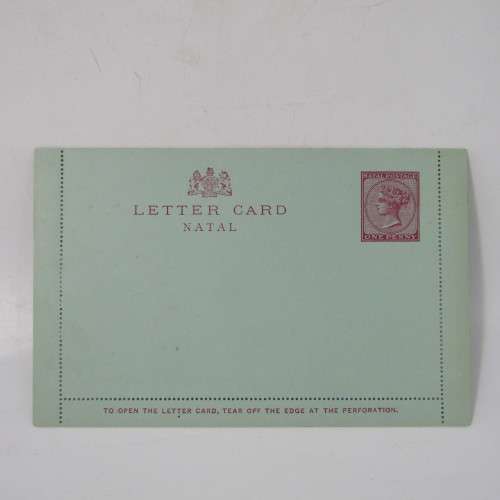 LETTER CARD
NATAL
NATAL POSTAGE
ONE PENNY
TO OPEN THE LETTER CARD, TEAR OFF THE EDGE AT THE PERFORATION.